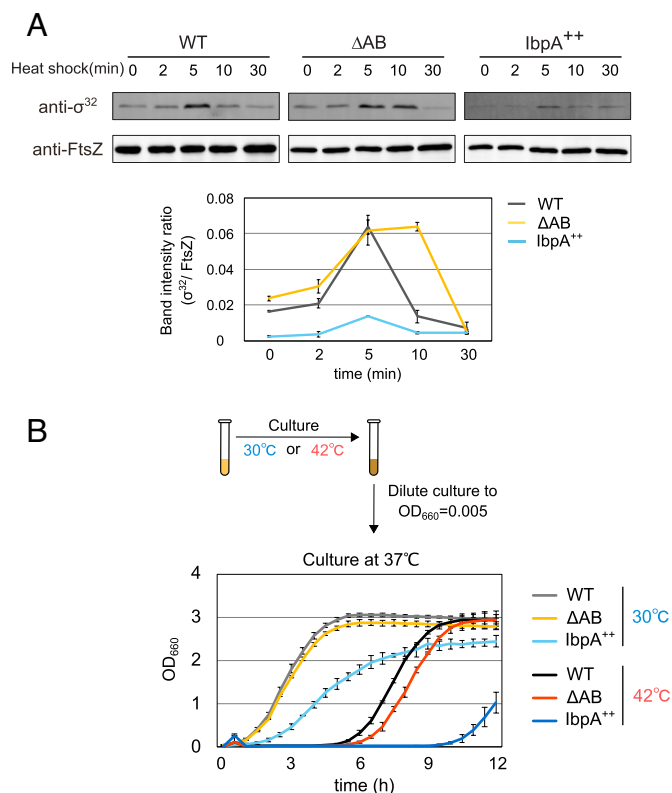 A
WT ΔAB IbpA++
Heat shock(min) 0 2 5 10 30 0 2 5 10 30 0 2 5 10 30
anti-σ32
anti-FtsZ
Band intensity ratio
(σ32/ FtsZ)
0.08
0.06
0.04
0.02
0
0 2 5 10 30
time (min)
WT
ΔAB
IbpA++
B
Culture
30℃ or 42℃
Dilute culture to
OD660=0.005
Culture at 37℃
OD660
4
3
2
1
0
0 3 6 9 12
time (h)
WT
ΔAB
IbpA++
30℃
WT
ΔAB
IbpA++
42℃